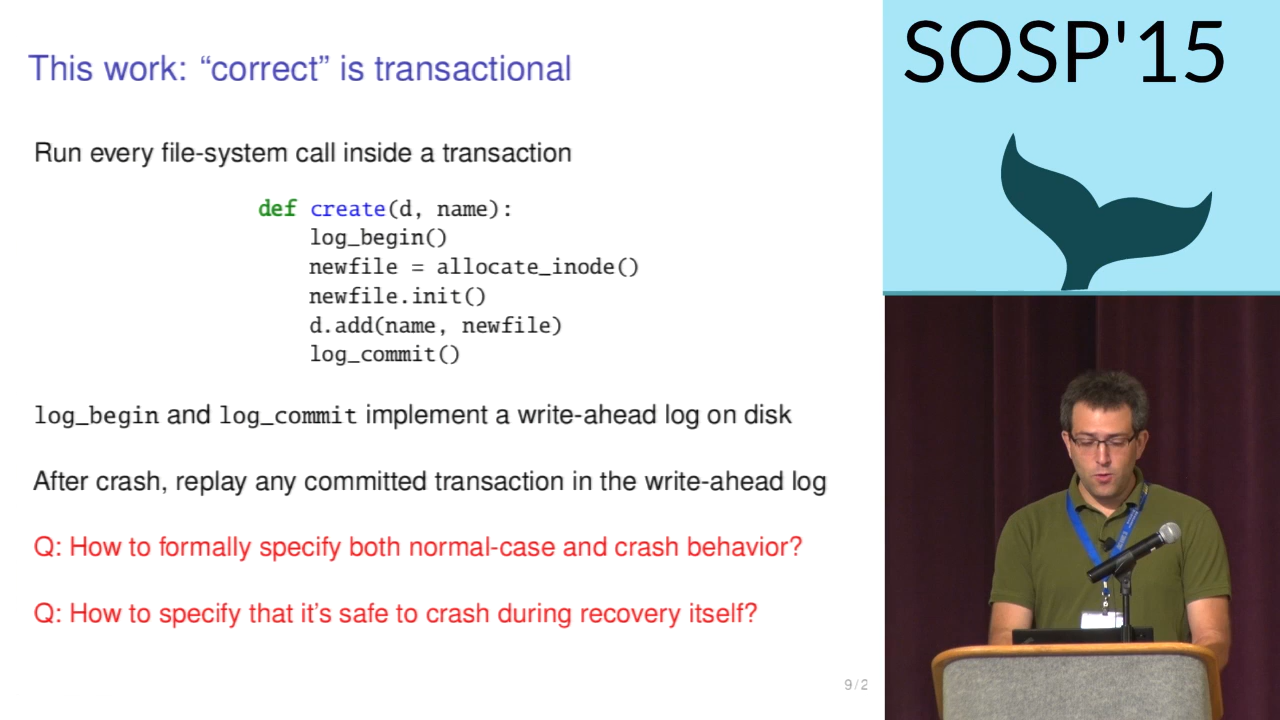 This work: “correct” is transactional
SOSP'15
Run every file-system call inside a transaction
def create(d, name):
log_begin()
newfile = allocate_inode()
newfile.init()
d.add(name, newfile)
log_commit()
log_begin and log_commit implement a write-ahead log on disk
After crash, replay any committed transaction in the write-ahead log
Q: How to formally specify both normal-case and crash behavior?
Q: How to specify that it’s safe to crash during recovery itself?
9/2